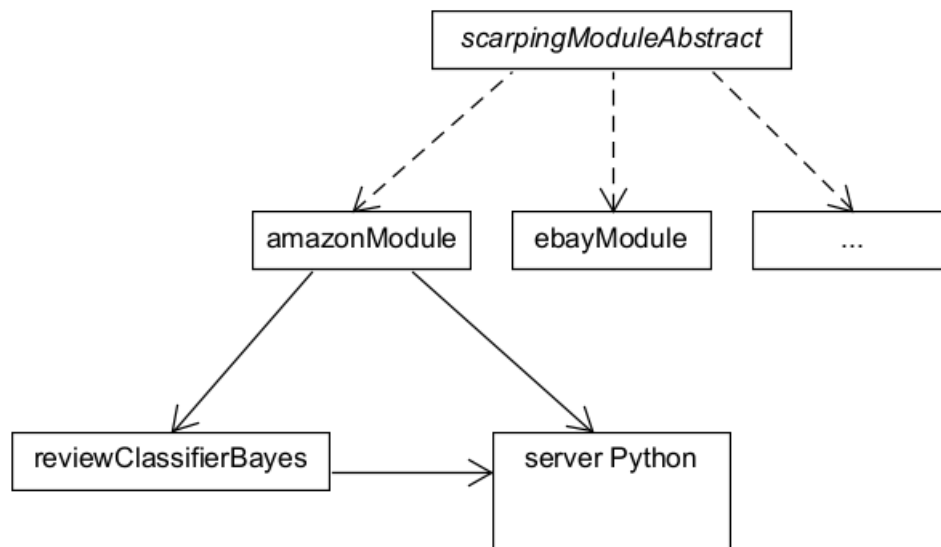 scarpingModuleAbstract
amazonModule
ebayModule
...
reviewClassifierBayes
server Python